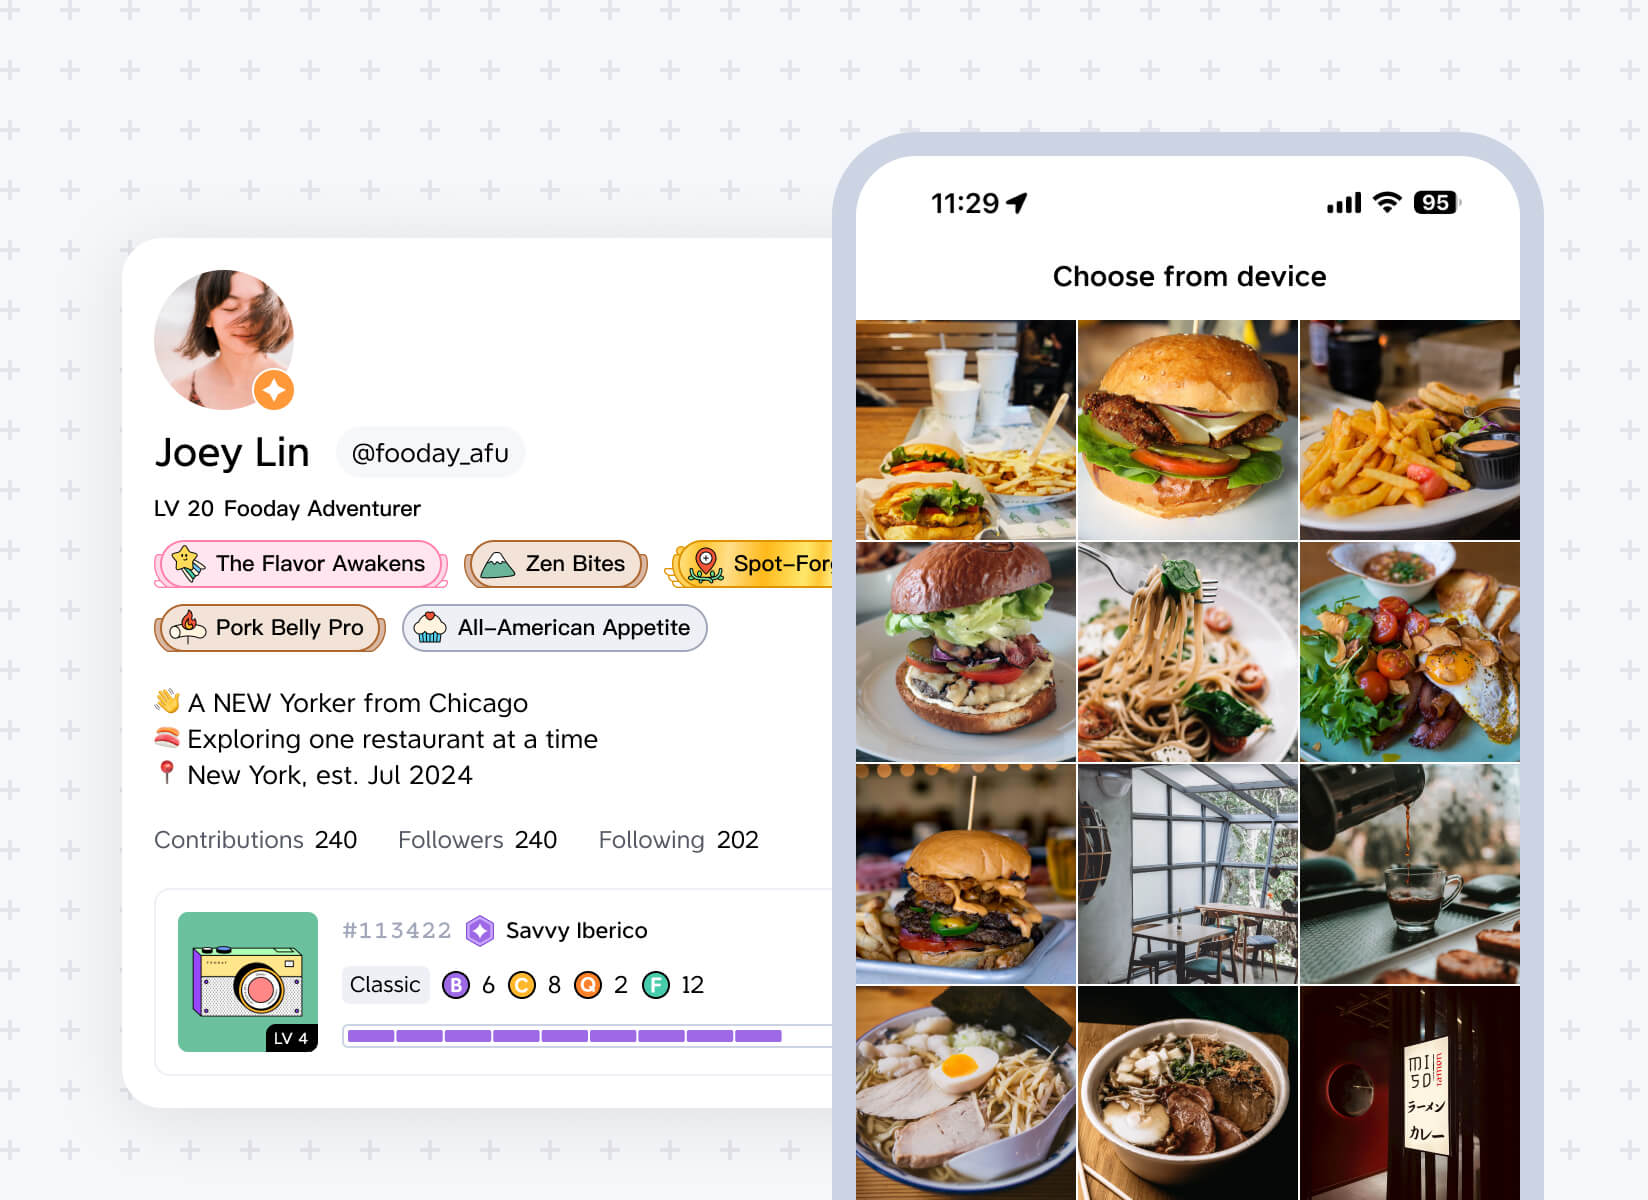 Joey Lin
@fooday_afu
LV 20 Fooday Adventurer
The Flavor Awakens
Zen Bites
Spot-For
Pork Belly Pro
All-American Appetite
👋 A NEW Yorker from Chicago
🍣 Exploring one restaurant at a time
📍 New York, est. Jul 2024
Contributions 240
Followers 240
Following 202
FOODAY
LV 4
#113422
Savvy Iberico
Classic B 6 C 8 Q 2 F 12
11:29
95
Choose from device
MISO
ramen
ラーメン
カレー